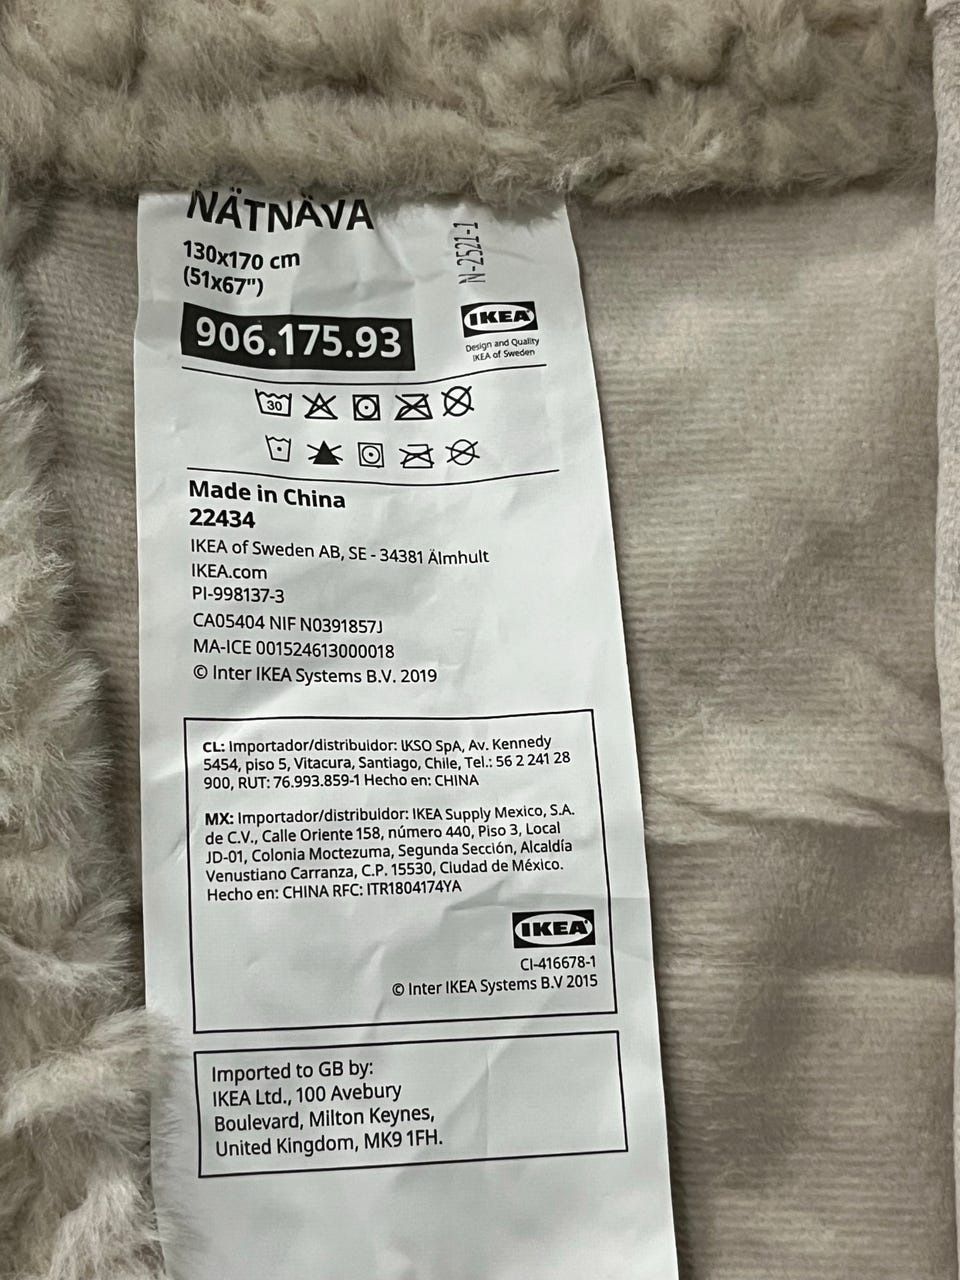 NÄTNÄVA
130x170 cm
(51x67")
N-2521-1
906.175.93
IKEA
Design and Quality
IKEA of Sweden
30
Made in China
22434
IKEA of Sweden AB, SE - 34381 Älmhult
IKEA.com
PI-998137-3
CA05404 NIF N0391857J
MA-ICE 001524613000018
© Inter IKEA Systems B.V. 2019
CL: Importador/distribuidor: IKSO SpA, Av. Kennedy
5454, piso 5, Vitacura, Santiago, Chile, Tel.: 56 2 241 28
900, RUT: 76.993.859-1 Hecho en: CHINA
MX: Importador/distribuldor: IKEA Supply Mexico, S.A.
de C.V., Calle Oriente 158, número 440, Piso 3, Local
JD-01, Colonia Moctezuma, Segunda Sección, Alcaldía
Venustiano Carranza, C.P. 15530, Ciudad de México.
Hecho en: CHINA RFC: ITR1804174YA
IKEA
CI-416678-1
© Inter IKEA Systems B.V 2015
Imported to GB by:
IKEA Ltd., 100 Avebury
Boulevard, Milton Keynes,
United Kingdom, MK9 1FH.